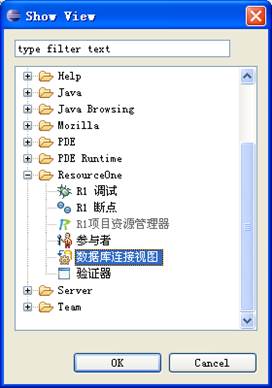 Show View
type filter text
Help
Java
Java Browsing
Mozilla
PDE
PDE Runtime
ResourceOne
R1 调试
R1 断点
R1项目资源管理器
参与者
数据库连接视图
验证器
Server
Team
OK
Cancel